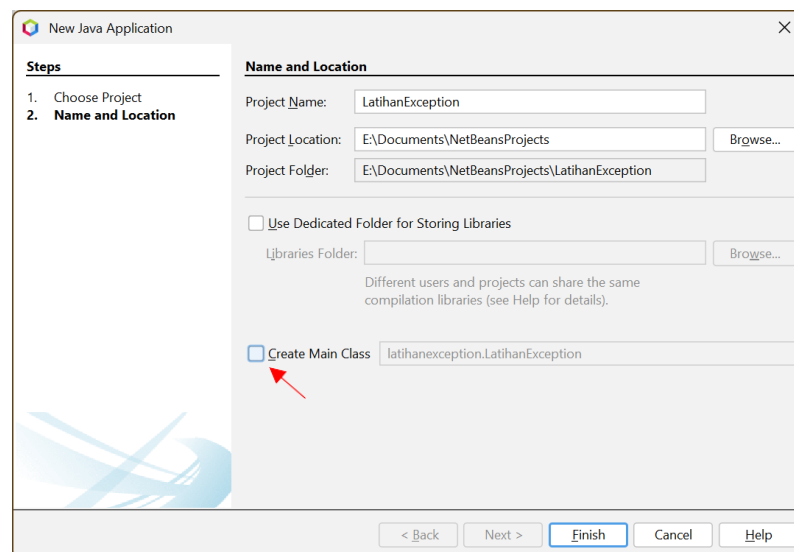 New Java Application
Steps
1. Choose Project
2. Name and Location
Name and Location
Project Name: LatihanException
Project Location: E:\Documents\NetBeansProjects Browse...
Project Folder: E:\Documents\NetBeansProjects\LatihanException
Use Dedicated Folder for Storing Libraries
Libraries Folder: Browse...
Different users and projects can share the same
compilation libraries (see Help for details).
Create Main Class latihanexception.LatihanException
< Back Next > Finish Cancel Help